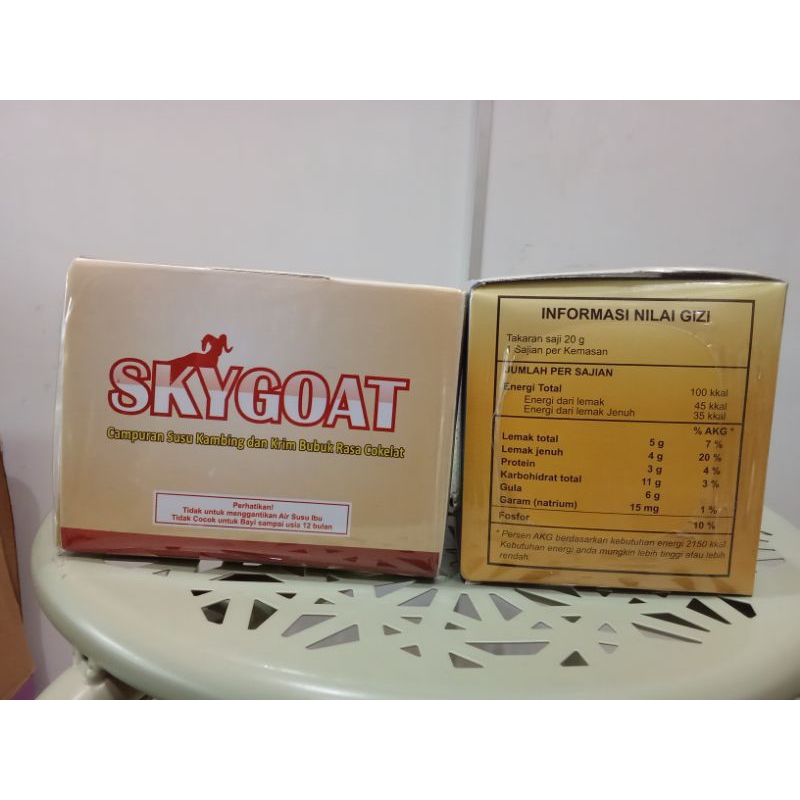 SKYGOAT
Campuran Susu Kambing dan Krim Bubuk Rasa Cokelat
Perhatikan!
Tidak untuk menggantikan Air Susu Ibu
Tidak Cocok untuk Bayi sampai usia 12 bulan
INFORMASI NILAI GIZI
Takaran saji 20 g
1 Sajian per Kemasan
JUMLAH PER SAJIAN
Energi Total 100 kkal
Energi dari lemak 45 kkal
Energi dari lemak Jenuh 35 kkal
% AKG *
Lemak total 5 g 7 %
Lemak jenuh 4 g 20 %
Protein 3 g 4 %
Karbohidrat total 11 g 3 %
Gula 6 g
Garam (natrium) 15 mg 1 %
Fosfor 10 %
* Persen AKG berdasarkan kebutuhan energi 2150 kkal
Kebutuhan energi anda mungkin lebih tinggi atau lebih
rendah.